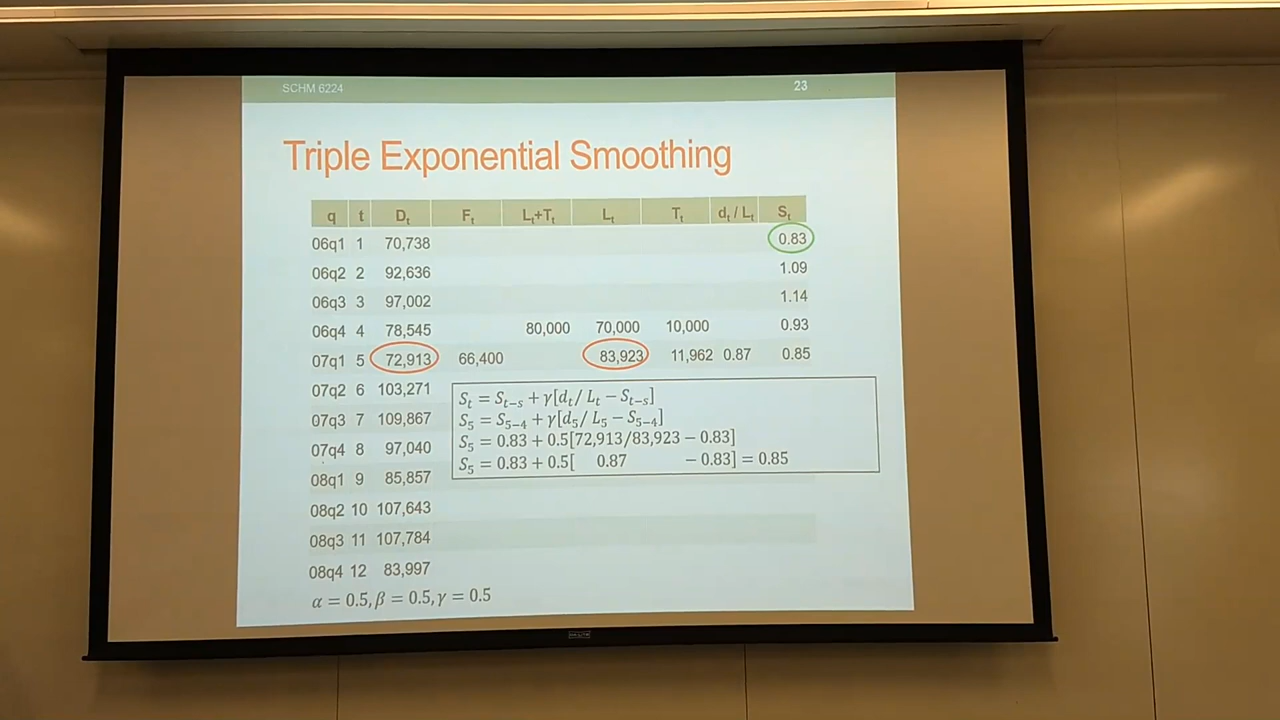 SCHM 6224 23
Triple Exponential Smoothing
q t Dₜ Fₜ Lₜ+Tₜ Lₜ Tₜ dₜ / Lₜ Sₜ
06q1 1 70,738 0.83
06q2 2 92,636 1.09
06q3 3 97,002 1.14
06q4 4 78,545 80,000 70,000 10,000 0.93
07q1 5 72,913 66,400 83,923 11,962 0.87 0.85
07q2 6 103,271
07q3 7 109,867
07q4 8 97,040
08q1 9 85,857
08q2 10 107,643
08q3 11 107,784
08q4 12 83,997
Sₜ = Sₜ₋ₛ + γ[dₜ/ Lₜ − Sₜ₋ₛ]
S₅ = S₅₋₄ + γ[d₅/ L₅ − S₅₋₄]
S₅ = 0.83 + 0.5[72,913/83,923 − 0.83]
S₅ = 0.83 + 0.5[ 0.87 − 0.83] = 0.85
α = 0.5, β = 0.5, γ = 0.5